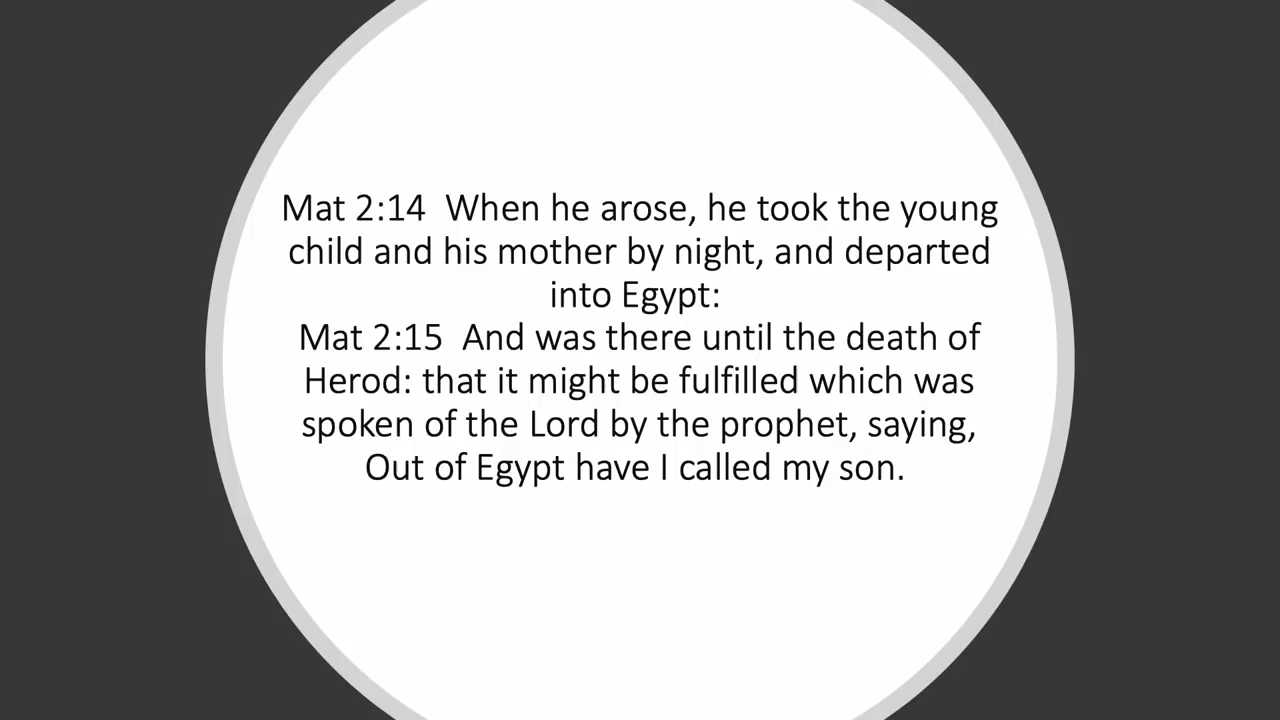 Mat 2:14  When he arose, he took the young
child and his mother by night, and departed
into Egypt:
Mat 2:15  And was there until the death of
Herod: that it might be fulfilled which was
spoken of the Lord by the prophet, saying,
Out of Egypt have I called my son.